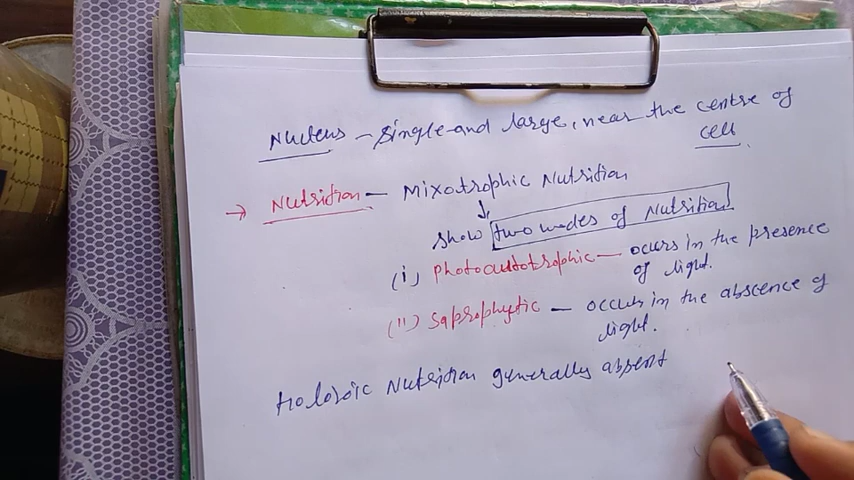 Nucleus - single and large, near the centre of
cell.
→ Nutrition - Mixotrophic Nutrition
↓
show two modes of Nutrition
(i) Photoautotrophic - occurs in the presence
of light.
(ii) Saprophytic - occurs in the abscence of
light.
Holozoic Nutrition generally absent